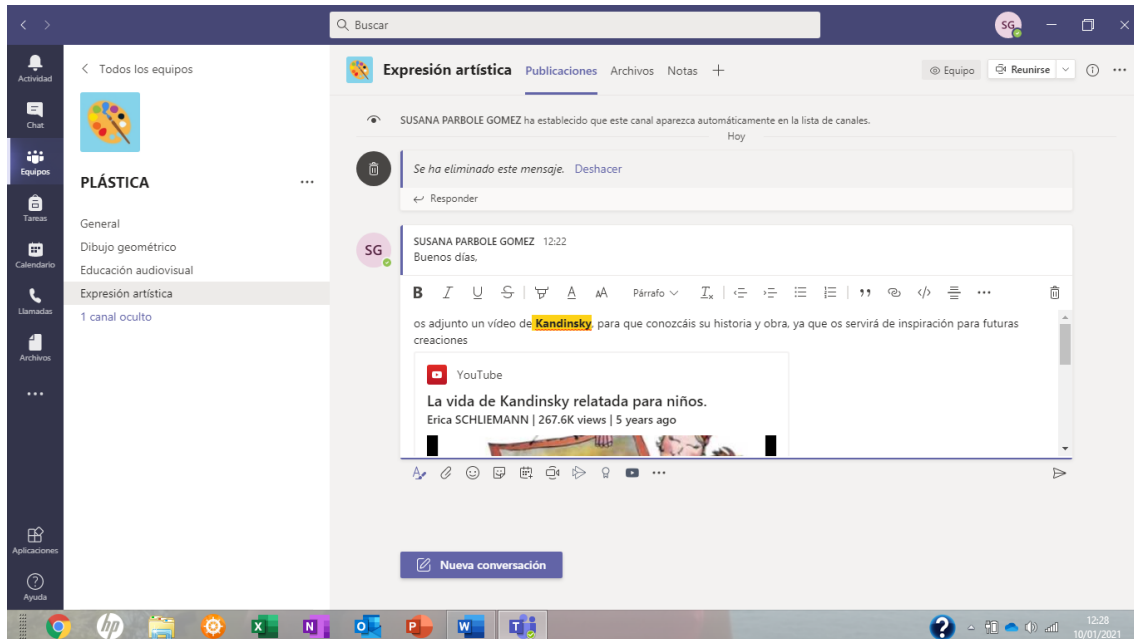 Buscar
SG
Actividad
Chat
Equipos
Tareas
Calendario
Llamadas
Archivos
Aplicaciones
Ayuda
Todos los equipos
PLÁSTICA
General
Dibujo geométrico
Educación audiovisual
Expresión artística
1 canal oculto
Expresión artística Publicaciones Archivos Notas
Equipo Reunirse
SUSANA PARBOLE GOMEZ ha establecido que este canal aparezca automáticamente en la lista de canales.
Hoy
Se ha eliminado este mensaje. Deshacer
Responder
SG
SUSANA PARBOLE GOMEZ 12:22
Buenos días,
B I U S A AA Párrafo Ix
os adjunto un vídeo de Kandinsky, para que conozcáis su historia y obra, ya que os servirá de inspiración para futuras
creaciones
YouTube
La vida de Kandinsky relatada para niños.
Erica SCHLIEMANN | 267.6K views | 5 years ago
Nueva conversación
12:28
10/01/2021